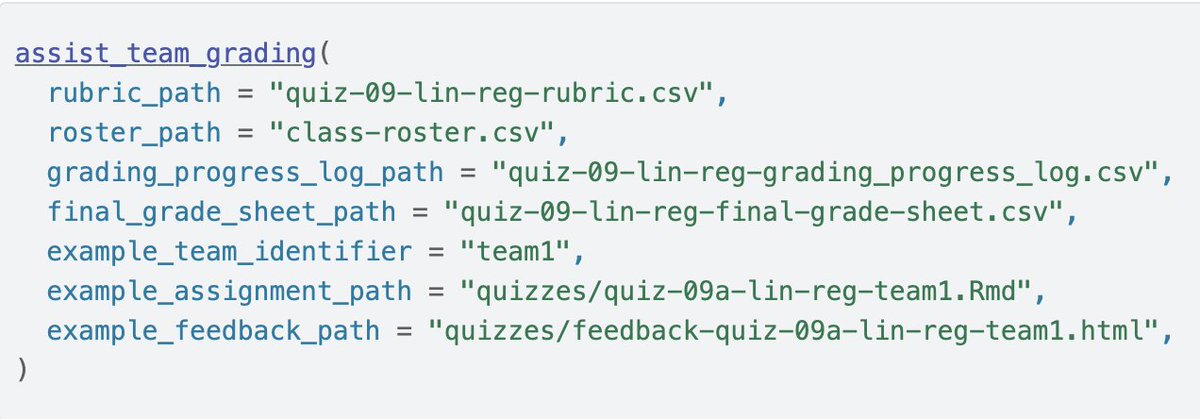 assist_team_grading(
  rubric_path = "quiz-09-lin-reg-rubric.csv",
  roster_path = "class-roster.csv",
  grading_progress_log_path = "quiz-09-lin-reg-grading_progress_log.csv",
  final_grade_sheet_path = "quiz-09-lin-reg-final-grade-sheet.csv",
  example_team_identifier = "team1",
  example_assignment_path = "quizzes/quiz-09a-lin-reg-team1.Rmd",
  example_feedback_path = "quizzes/feedback-quiz-09a-lin-reg-team1.html",
)